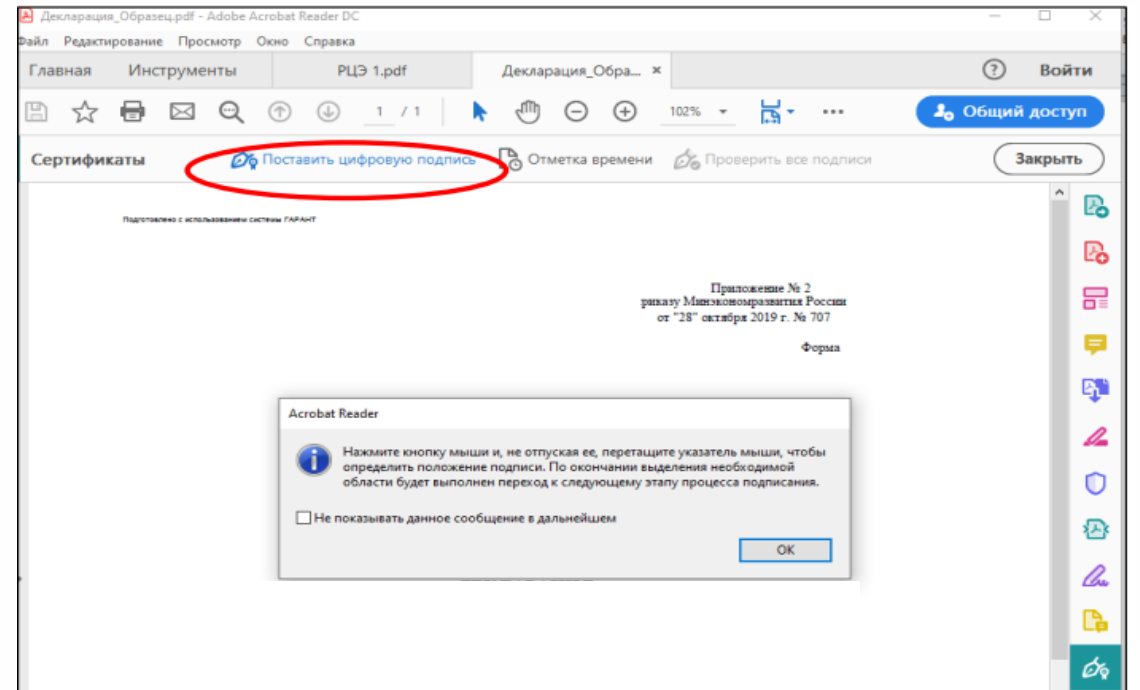 Декларация_Образец.pdf - Adobe Acrobat Reader DC
Файл Редактирование Просмотр Окно Справка
Главная Инструменты РЦЭ 1.pdf Декларация_Обра... × ? Войти
1 / 1 102% Общий доступ
Сертификаты Поставить цифровую подпись Отметка времени Проверить все подписи Закрыть
Подготовлено с использованием системы ГАРАНТ
Приложение № 2
риказу Минэкономразвития России
от "28" октября 2019 г. № 707
Форма
Acrobat Reader
Нажмите кнопку мыши и, не отпуская ее, перетащите указатель мыши, чтобы
определить положение подписи. По окончании выделения необходимой
области будет выполнен переход к следующему этапу процесса подписания.
Не показывать данное сообщение в дальнейшем
ОК